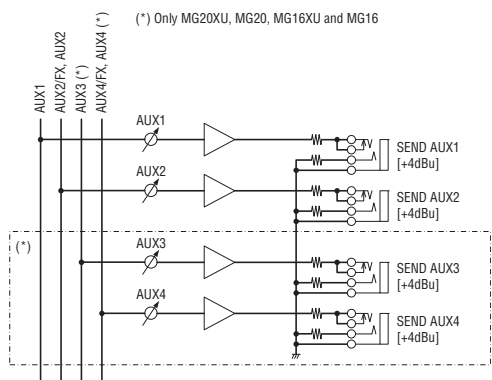 (*) Only MG20XU, MG20, MG16XU and MG16
AUX1
AUX2/FX, AUX2
AUX3 (*)
AUX4/FX, AUX4 (*)
AUX1
SEND AUX1
[+4dBu]
AUX2
SEND AUX2
[+4dBu]
(*)
AUX3
SEND AUX3
[+4dBu]
AUX4
SEND AUX4
[+4dBu]